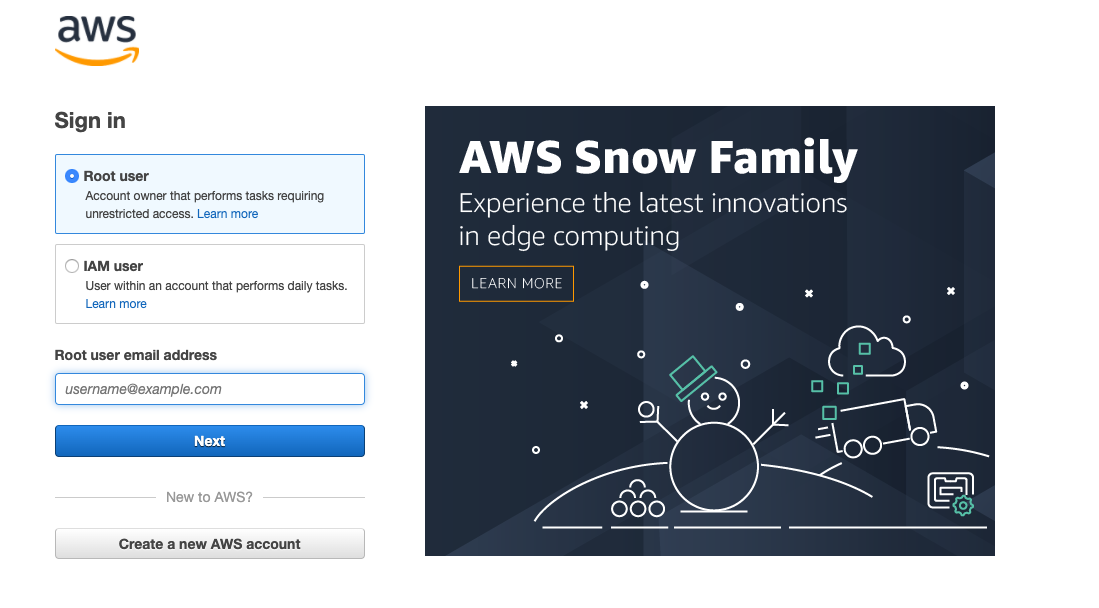 aws
Sign in
Root user
Account owner that performs tasks requiring
unrestricted access. Learn more
IAM user
User within an account that performs daily tasks.
Learn more
Root user email address
username@example.com
Next
New to AWS?
Create a new AWS account
AWS Snow Family
Experience the latest innovations
in edge computing
LEARN MORE